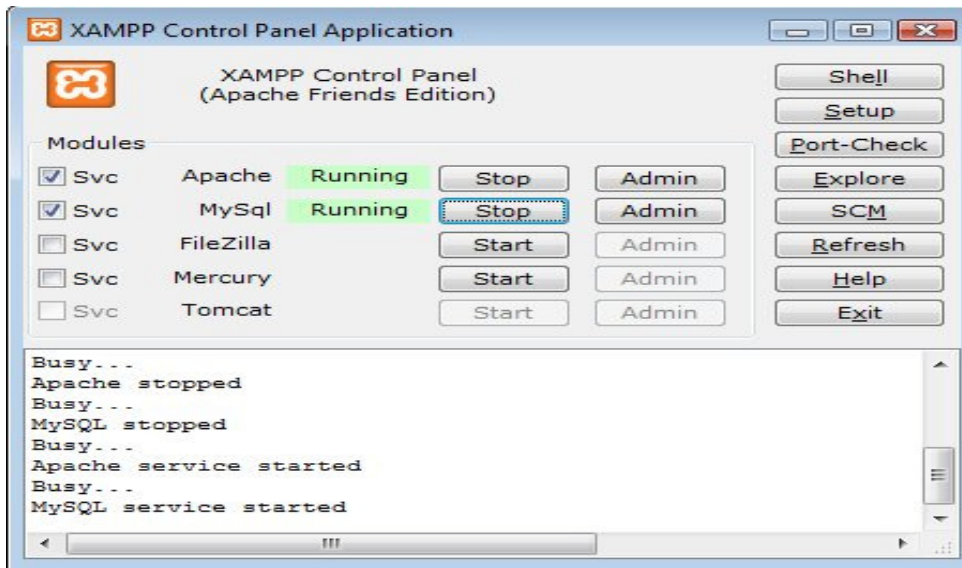 XAMPP Control Panel Application
XAMPP Control Panel
(Apache Friends Edition)
Shell
Setup
Port-Check
Explore
SCM
Refresh
Help
Exit
Modules
Svc Apache Running Stop Admin
Svc MySql Running Stop Admin
Svc FileZilla Start Admin
Svc Mercury Start Admin
Svc Tomcat Start Admin
Busy...
Apache stopped
Busy...
MySQL stopped
Busy...
Apache service started
Busy...
MySQL service started